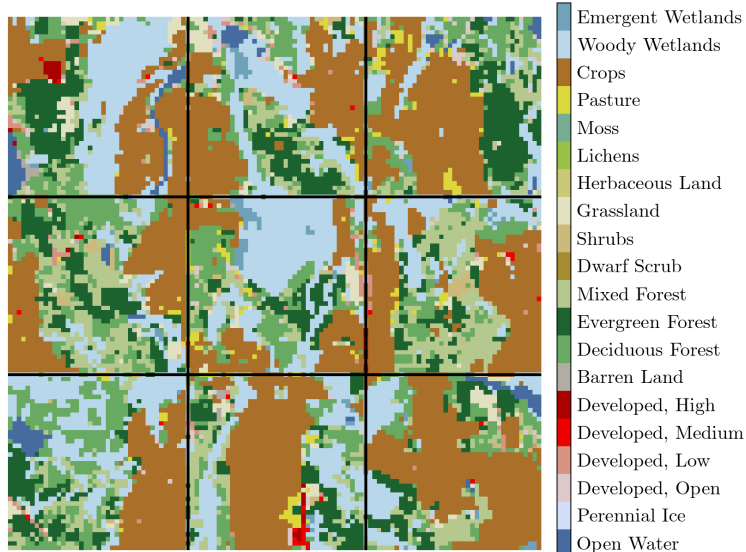 Emergent Wetlands
Woody Wetlands
Crops
Pasture
Moss
Lichens
Herbaceous Land
Grassland
Shrubs
Dwarf Scrub
Mixed Forest
Evergreen Forest
Deciduous Forest
Barren Land
Developed, High
Developed, Medium
Developed, Low
Developed, Open
Perennial Ice
Open Water